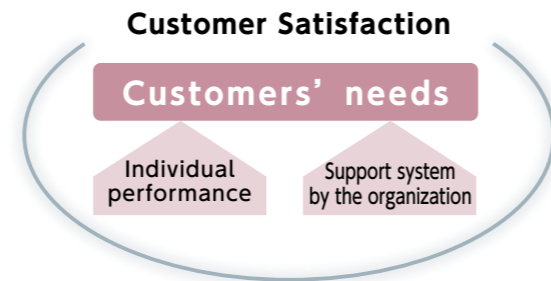 Customer Satisfaction
Customers’ needs
Individual
performance
Support system
by the organization